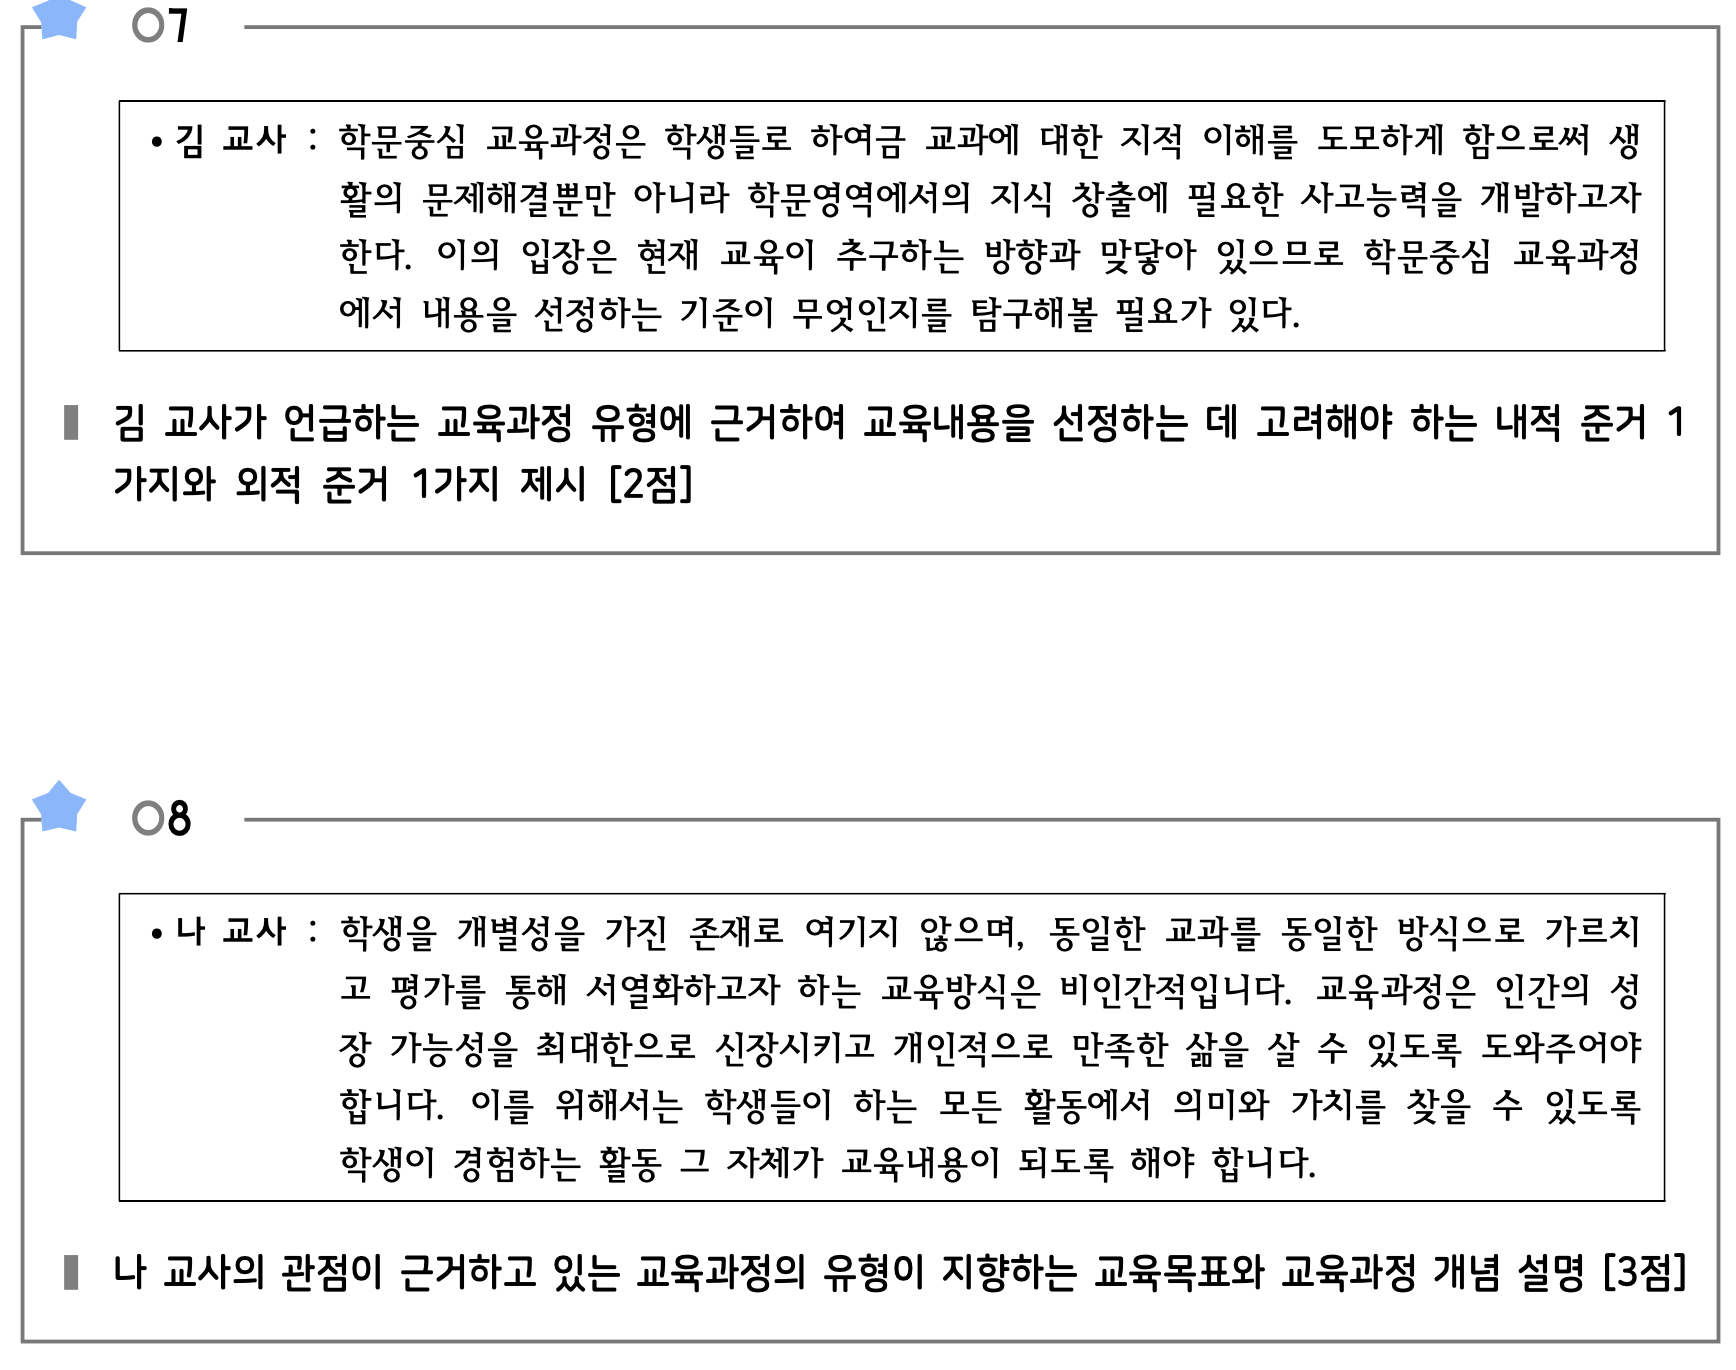 07
• 김 교사 : 학문중심 교육과정은 학생들로 하여금 교과에 대한 지적 이해를 도모하게 함으로써 생
활의 문제해결뿐만 아니라 학문영역에서의 지식 창출에 필요한 사고능력을 개발하고자
한다. 이의 입장은 현재 교육이 추구하는 방향과 맞닿아 있으므로 학문중심 교육과정
에서 내용을 선정하는 기준이 무엇인지를 탐구해볼 필요가 있다.
김 교사가 언급하는 교육과정 유형에 근거하여 교육내용을 선정하는 데 고려해야 하는 내적 준거 1
가지와 외적 준거 1가지 제시 [2점]
08
• 나 교사 : 학생을 개별성을 가진 존재로 여기지 않으며, 동일한 교과를 동일한 방식으로 가르치
고 평가를 통해 서열화하고자 하는 교육방식은 비인간적입니다. 교육과정은 인간의 성
장 가능성을 최대한으로 신장시키고 개인적으로 만족한 삶을 살 수 있도록 도와주어야
합니다. 이를 위해서는 학생들이 하는 모든 활동에서 의미와 가치를 찾을 수 있도록
학생이 경험하는 활동 그 자체가 교육내용이 되도록 해야 합니다.
나 교사의 관점이 근거하고 있는 교육과정의 유형이 지향하는 교육목표와 교육과정 개념 설명 [3점]